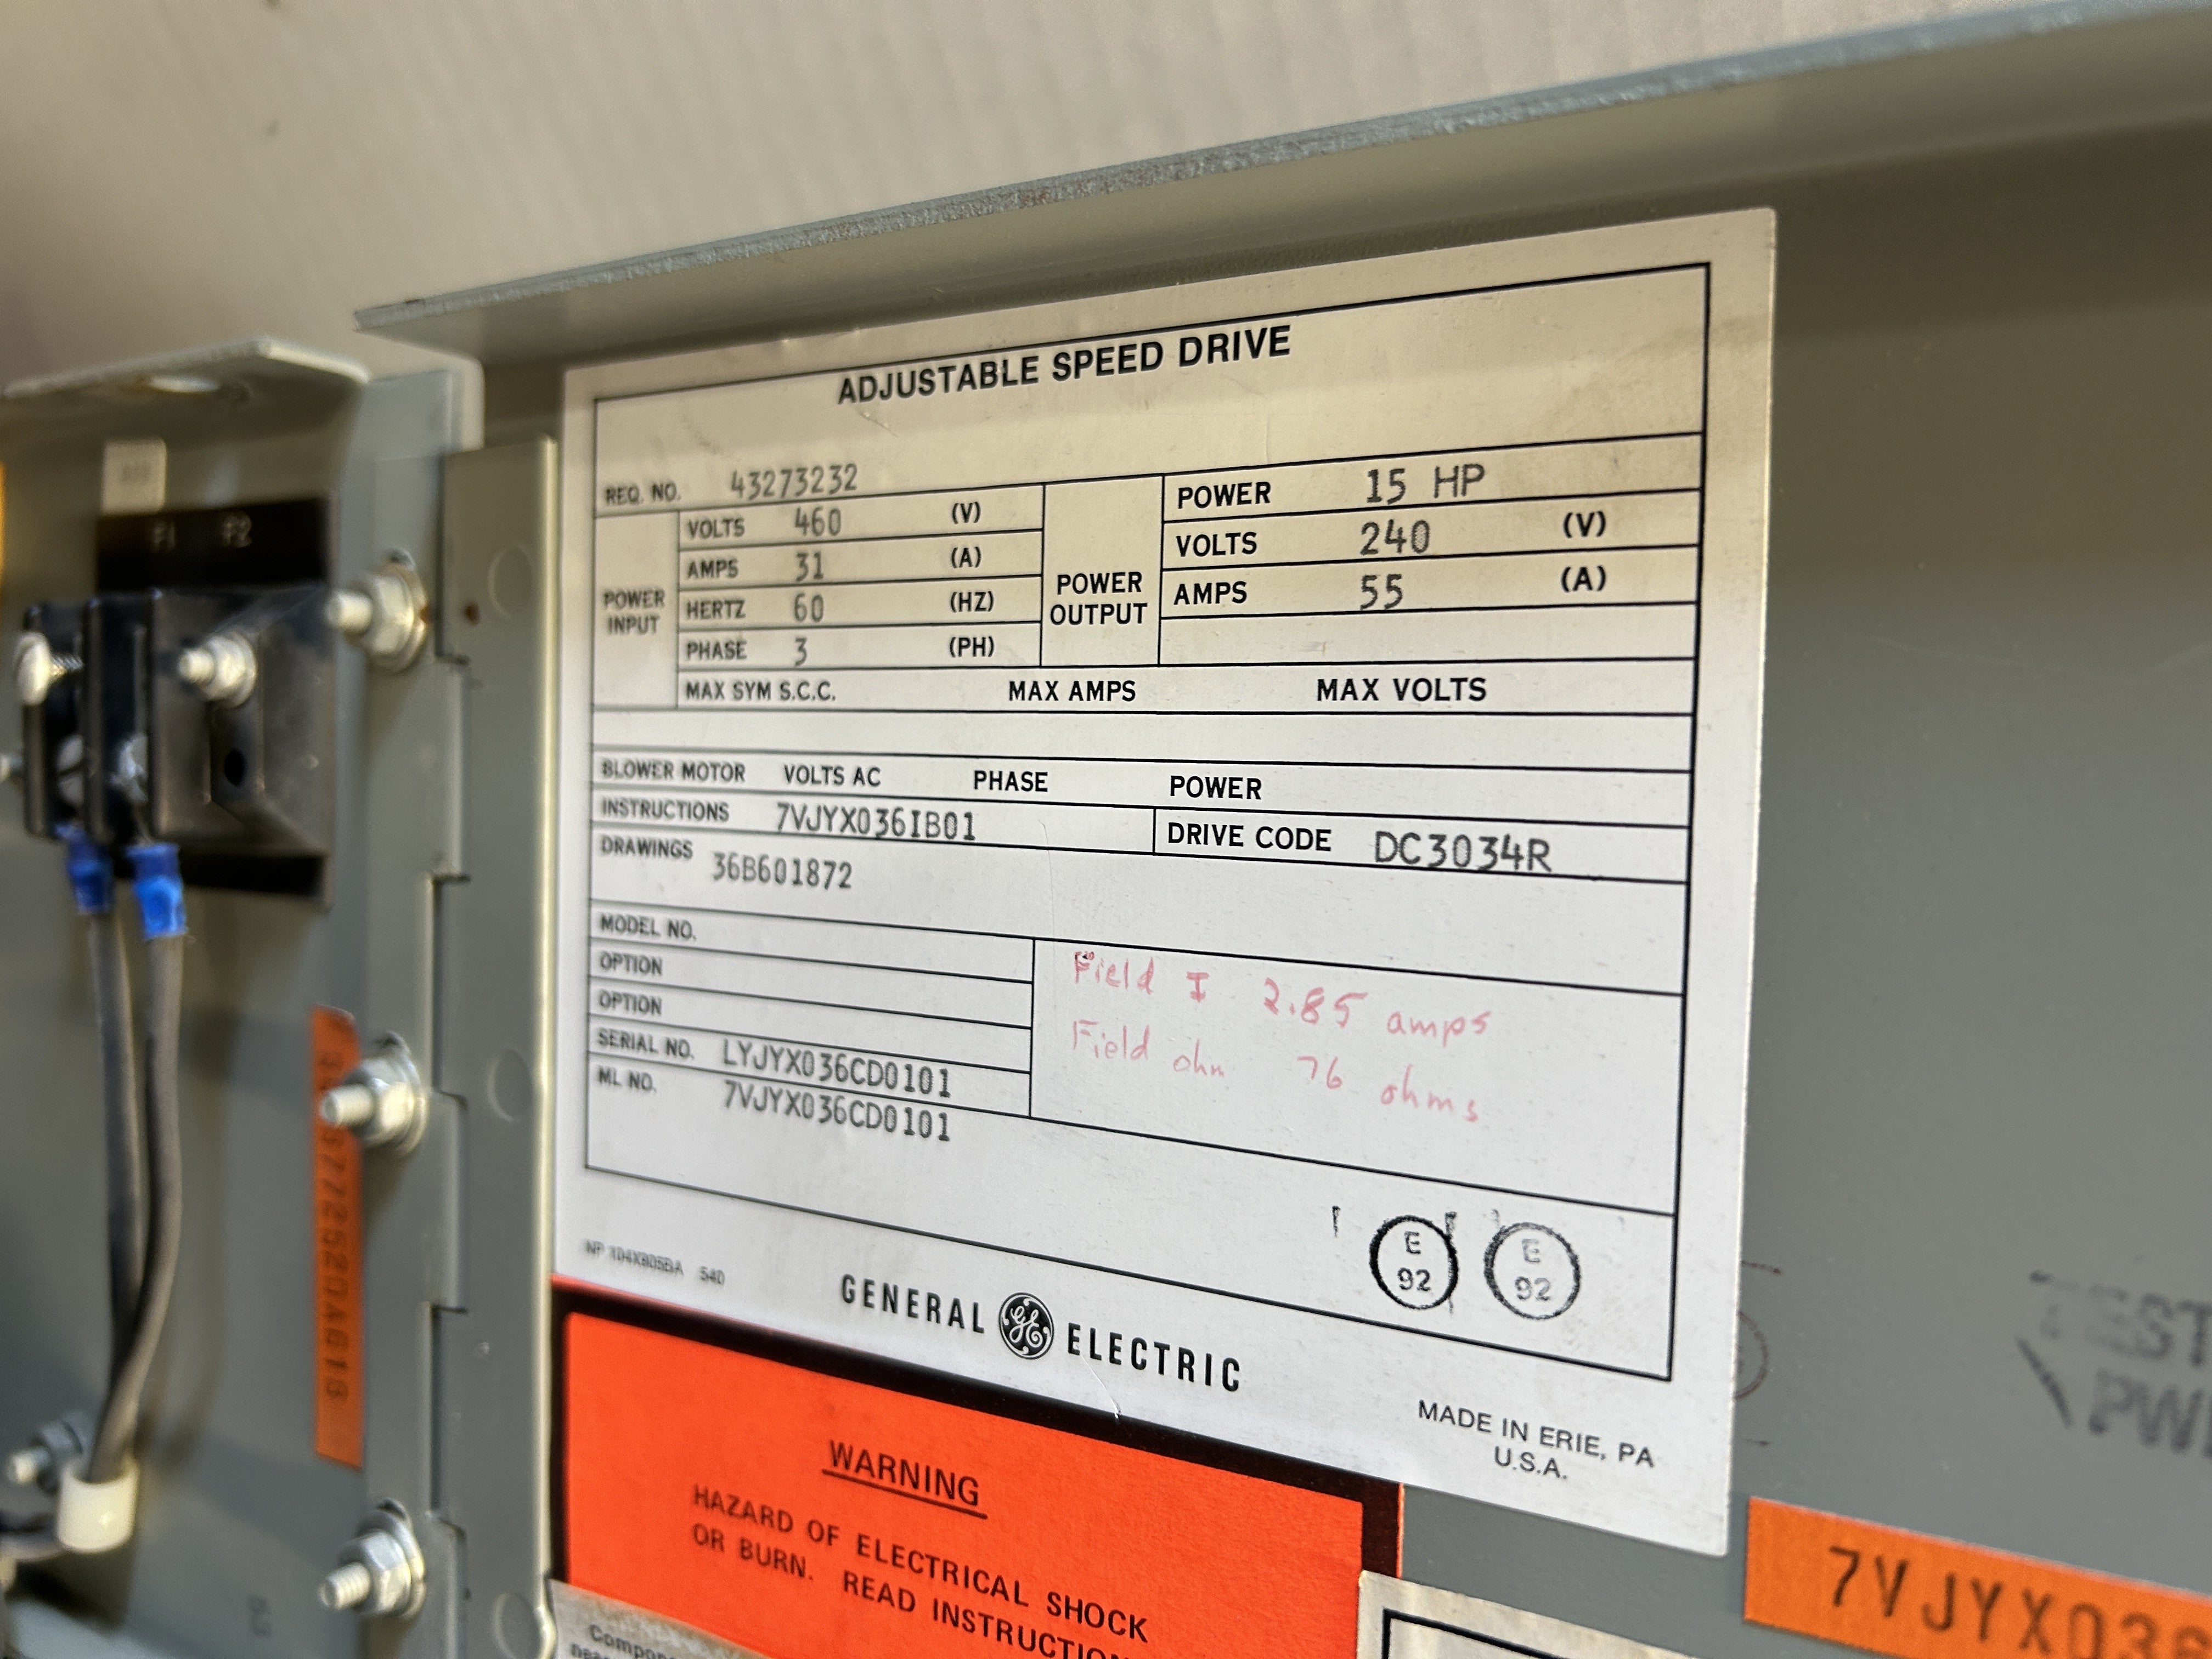 ADJUSTABLE SPEED DRIVE
REQ. NO. 43273232
POWER INPUT
VOLTS 460 (V)
AMPS 31 (A)
HERTZ 60 (HZ)
PHASE 3 (PH)
POWER OUTPUT
POWER 15 HP
VOLTS 240 (V)
AMPS 55 (A)
MAX SYM S.C.C. MAX AMPS MAX VOLTS
BLOWER MOTOR VOLTS AC PHASE POWER
INSTRUCTIONS 7VJYX036IB01 DRIVE CODE DC3034R
DRAWINGS 36B601872
MODEL NO.
OPTION
OPTION
SERIAL NO. LYJYX036CD0101
ML NO. 7VJYX036CD0101
Field I 2.85 amps
Field ohm 76 ohms
E
92
E
92
540
GENERAL GE ELECTRIC
MADE IN ERIE, PA
U.S.A.
WARNING
HAZARD OF ELECTRICAL SHOCK
OR BURN. READ INSTRUCTION
7VJYX036
F1 F2
TEST